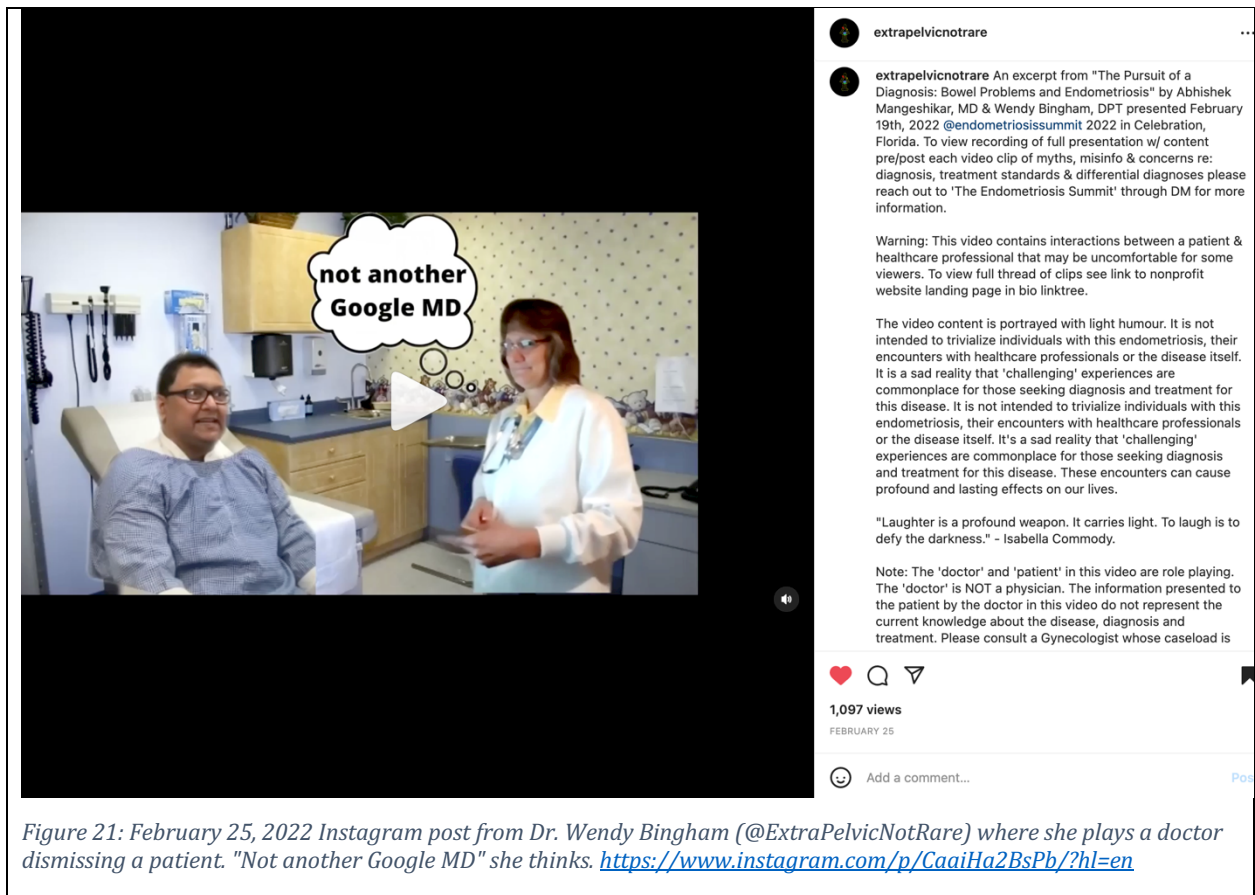 not another
Google MD
extrapelvicnotrare
extrapelvicnotrare An excerpt from "The Pursuit of a
Diagnosis: Bowel Problems and Endometriosis" by Abhishek
Mangeshikar, MD & Wendy Bingham, DPT presented February
19th, 2022 @endometriosissummit 2022 in Celebration,
Florida. To view recording of full presentation w/ content
pre/post each video clip of myths, misinfo & concerns re:
diagnosis, treatment standards & differential diagnoses please
reach out to 'The Endometriosis Summit' through DM for more
information.
Warning: This video contains interactions between a patient &
healthcare professional that may be uncomfortable for some
viewers. To view full thread of clips see link to nonprofit
website landing page in bio linktree.
The video content is portrayed with light humour. It is not
intended to trivialize individuals with this endometriosis, their
encounters with healthcare professionals or the disease itself.
It is a sad reality that 'challenging' experiences are
commonplace for those seeking diagnosis and treatment for
this disease. It is not intended to trivialize individuals with this
endometriosis, their encounters with healthcare professionals
or the disease itself. It's a sad reality that 'challenging'
experiences are commonplace for those seeking diagnosis
and treatment for this disease. These encounters can cause
profound and lasting effects on our lives.
"Laughter is a profound weapon. It carries light. To laugh is to
defy the darkness." - Isabella Commody.
Note: The 'doctor' and 'patient' in this video are role playing.
The 'doctor' is NOT a physician. The information presented to
the patient by the doctor in this video do not represent the
current knowledge about the disease, diagnosis and
treatment. Please consult a Gynecologist whose caseload is
1,097 views
FEBRUARY 25
Add a comment...
Pos
Figure 21: February 25, 2022 Instagram post from Dr. Wendy Bingham (@ExtraPelvicNotRare) where she plays a doctor
dismissing a patient. "Not another Google MD" she thinks. https://www.instagram.com/p/CaaiHa2BsPb/?hl=en